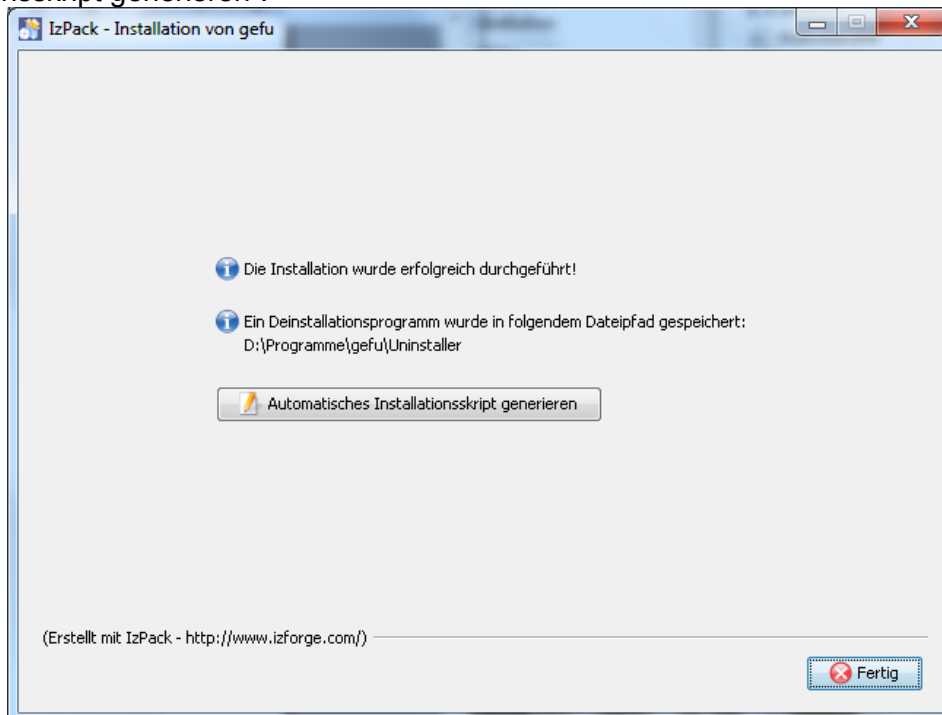 IzPack - Installation von gefu
Die Installation wurde erfolgreich durchgeführt!
Ein Deinstallationsprogramm wurde in folgendem Dateipfad gespeichert:
D:\Programme\gefu\Uninstaller
Automatisches Installationsskript generieren
(Erstellt mit IzPack - http://www.izforge.com/)
Fertig